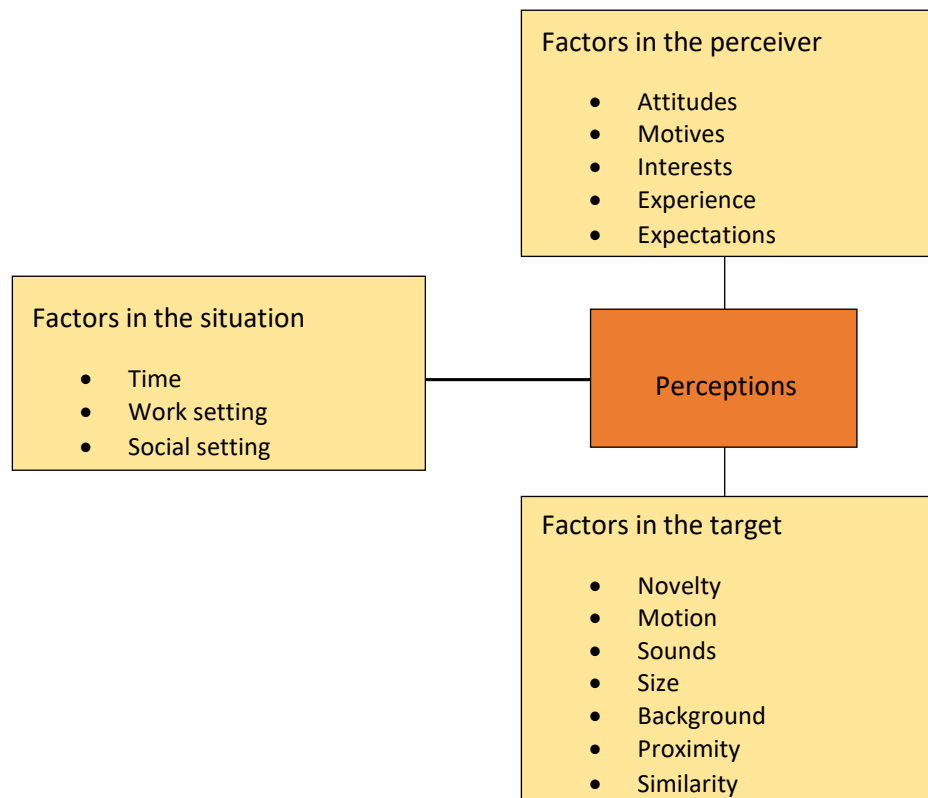 Factors in the perceiver
• Attitudes
• Motives
• Interests
• Experience
• Expectations
Factors in the situation
• Time
• Work setting
• Social setting
Perceptions
Factors in the target
• Novelty
• Motion
• Sounds
• Size
• Background
• Proximity
• Similarity